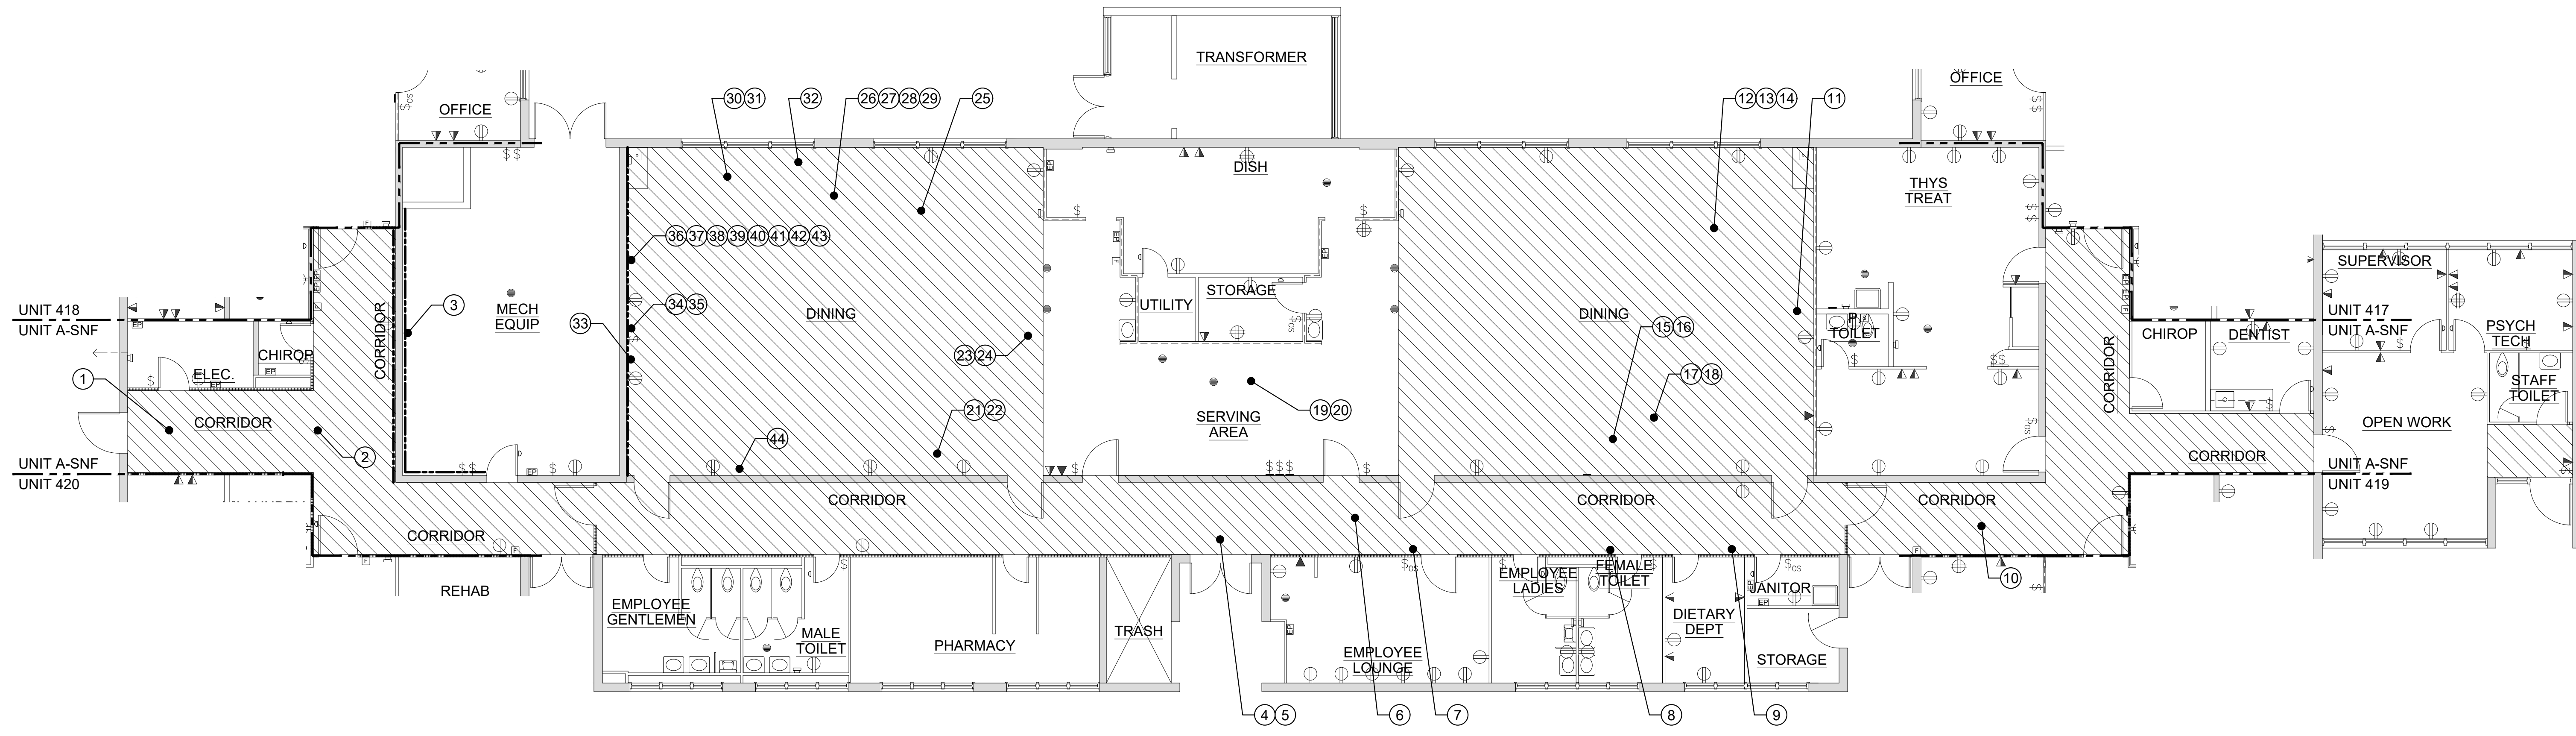 TRANSFORMER
OFFICE
OFFICE
30 31
32
26 27 28 29
25
12 13 14
11
DISH
THYS
TREAT
36 37 38 39 40 41 42 43
SUPERVISOR
UNIT 418
UNIT A-SNF
3
MECH
EQUIP
33
34 35
DINING
UTILITY
STORAGE
DINING
15 16
P.T.
TOILET
UNIT 417
UNIT A-SNF
CHIROP
CHIROP
DENTIST
PSYCH
TECH
CORRIDOR
CORRIDOR
ELEC.
1
23 24
17 18
STAFF
TOILET
CORRIDOR
2
44
21 22
19 20
SERVING
AREA
OPEN WORK
UNIT A-SNF
UNIT 420
CORRIDOR
UNIT A-SNF
UNIT 419
CORRIDOR
CORRIDOR
CORRIDOR
CORRIDOR
REHAB
EMPLOYEE
GENTLEMEN
MALE
TOILET
PHARMACY
TRASH
EMPLOYEE
LOUNGE
EMPLOYEE
LADIES
FEMALE
TOILET
DIETARY
DEPT
JANITOR
STORAGE
10
4 5
6
7
8
9